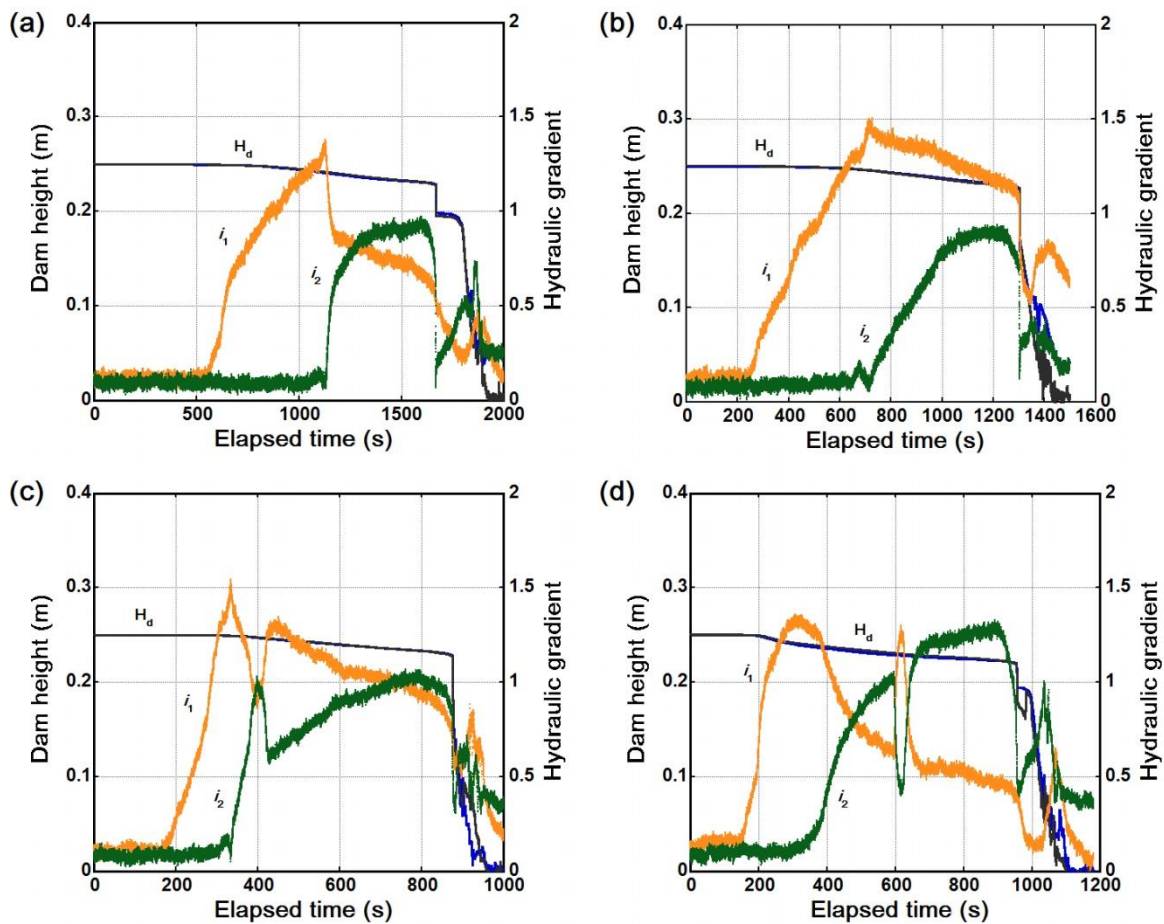 (a)
0.4
0.3
0.2
0.1
0
Dam height (m)
H_d
i_1
i_2
2
1.5
1
0.5
0
Hydraulic gradient
0 500 1000 1500 2000
Elapsed time (s)
(b)
0.4
0.3
0.2
0.1
0
Dam height (m)
H_d
i_1
i_2
2
1.5
1
0.5
0
Hydraulic gradient
0 200 400 600 800 1000 1200 1400 1600
Elapsed time (s)
(c)
0.4
0.3
0.2
0.1
0
Dam height (m)
H_d
i_1
i_2
2
1.5
1
0.5
0
Hydraulic gradient
0 200 400 600 800 1000
Elapsed time (s)
(d)
0.4
0.3
0.2
0.1
0
Dam height (m)
H_d
i_1
i_2
2
1.5
1
0.5
0
Hydraulic gradient
0 200 400 600 800 1000 1200
Elapsed time (s)